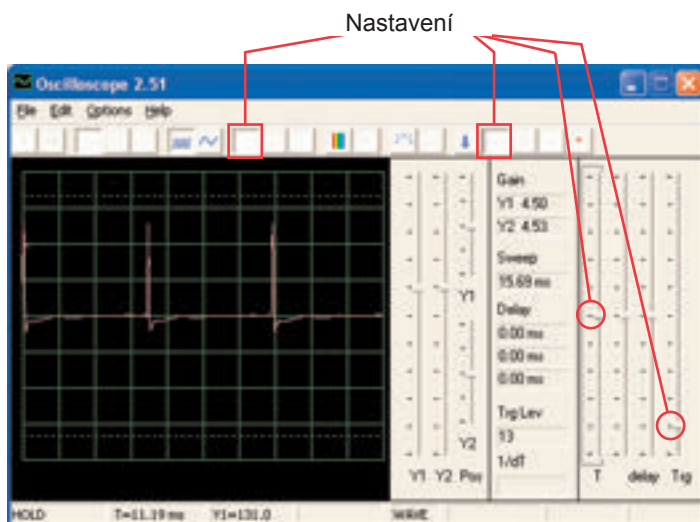 Nastavení
Oscilloscope 2.51
File Edit Options Help
Gain
Y1 4.50
Y2 4.53
Sweep
15.69 ms
Delay
0.00 ms
0.00 ms
0.00 ms
Trg Lev
13
1/dT
Y1
Y2
Y1 Y2 Pos
T delay Trig
HOLD T=11.19 ms Y1=131.0 WAVE